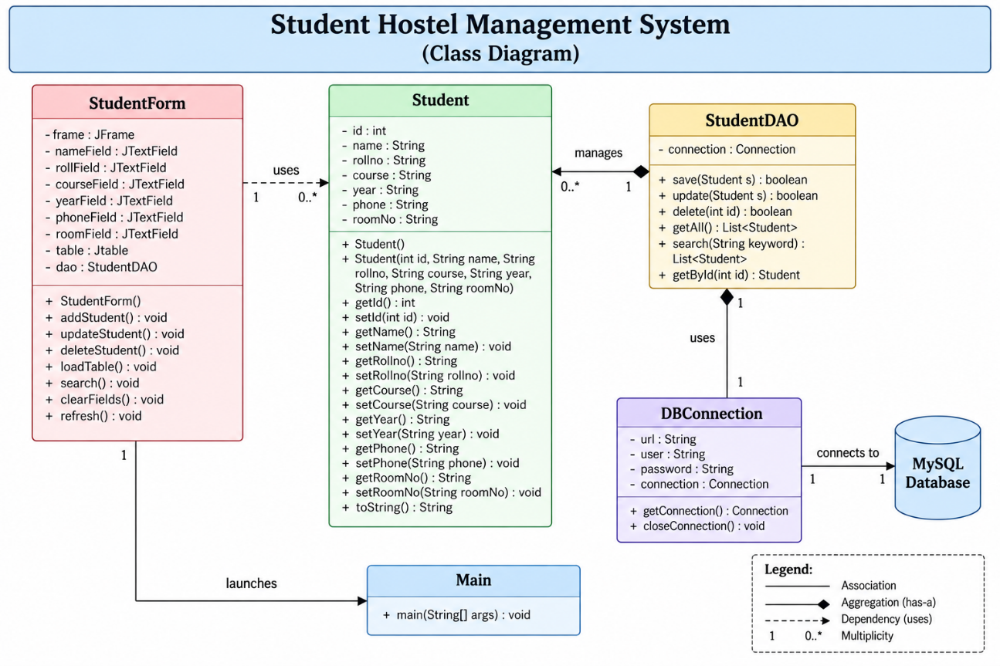 Student Hostel Management System
(Class Diagram)
StudentForm
- frame : JFrame
- nameField : JTextField
- rollField : JTextField
- courseField : JTextField
- yearField : JTextField
- phoneField : JTextField
- roomField : JTextField
- table : Jtable
- dao : StudentDAO
+ StudentForm()
+ addStudent() : void
+ updateStudent() : void
+ deleteStudent() : void
+ loadTable() : void
+ search() : void
+ clearFields() : void
+ refresh() : void
uses
1 0..*
Student
- id : int
- name : String
- rollno : String
- course : String
- year : String
- phone : String
- roomNo : String
+ Student()
+ Student(int id, String name, String
rollno, String course, String year,
String phone, String roomNo)
+ getId() : int
+ setId(int id) : void
+ getName() : String
+ setName(String name) : void
+ getRollno() : String
+ setRollno(String rollno) : void
+ getCourse() : String
+ setCourse(String course) : void
+ getYear() : String
+ setYear(String year) : void
+ getPhone() : String
+ setPhone(String phone) : void
+ getRoomNo() : String
+ setRoomNo(String roomNo) : void
+ toString() : String
manages
0..* 1
StudentDAO
- connection : Connection
+ save(Student s) : boolean
+ update(Student s) : boolean
+ delete(int id) : boolean
+ getAll() : List<Student>
+ search(String keyword) :
List<Student>
+ getById(int id) : Student
1
uses
1
DBConnection
- url : String
- user : String
- password : String
- connection : Connection
+ getConnection() : Connection
+ closeConnection() : void
connects to
1 1
MySQL
Database
1
launches
Main
+ main(String[] args) : void
Legend:
Association
Aggregation (has-a)
Dependency (uses)
1 0..* Multiplicity